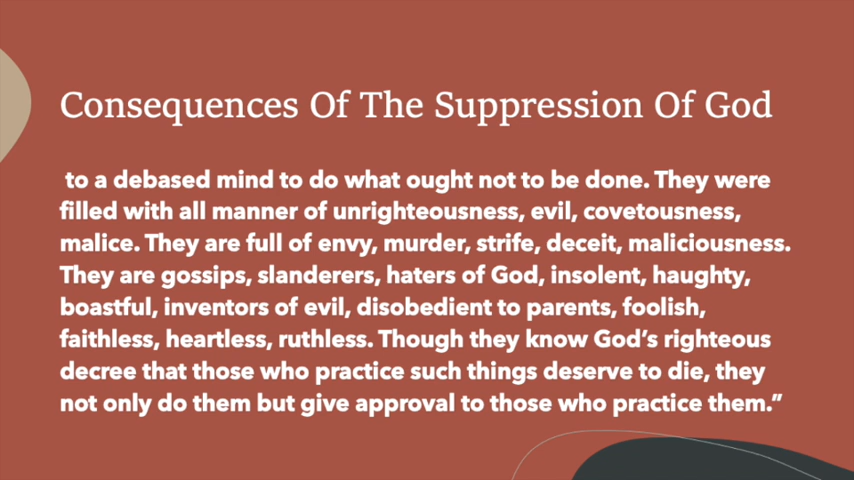 Consequences Of The Suppression Of God
to a debased mind to do what ought not to be done. They were
filled with all manner of unrighteousness, evil, covetousness,
malice. They are full of envy, murder, strife, deceit, maliciousness.
They are gossips, slanderers, haters of God, insolent, haughty,
boastful, inventors of evil, disobedient to parents, foolish,
faithless, heartless, ruthless. Though they know God’s righteous
decree that those who practice such things deserve to die, they
not only do them but give approval to those who practice them.”